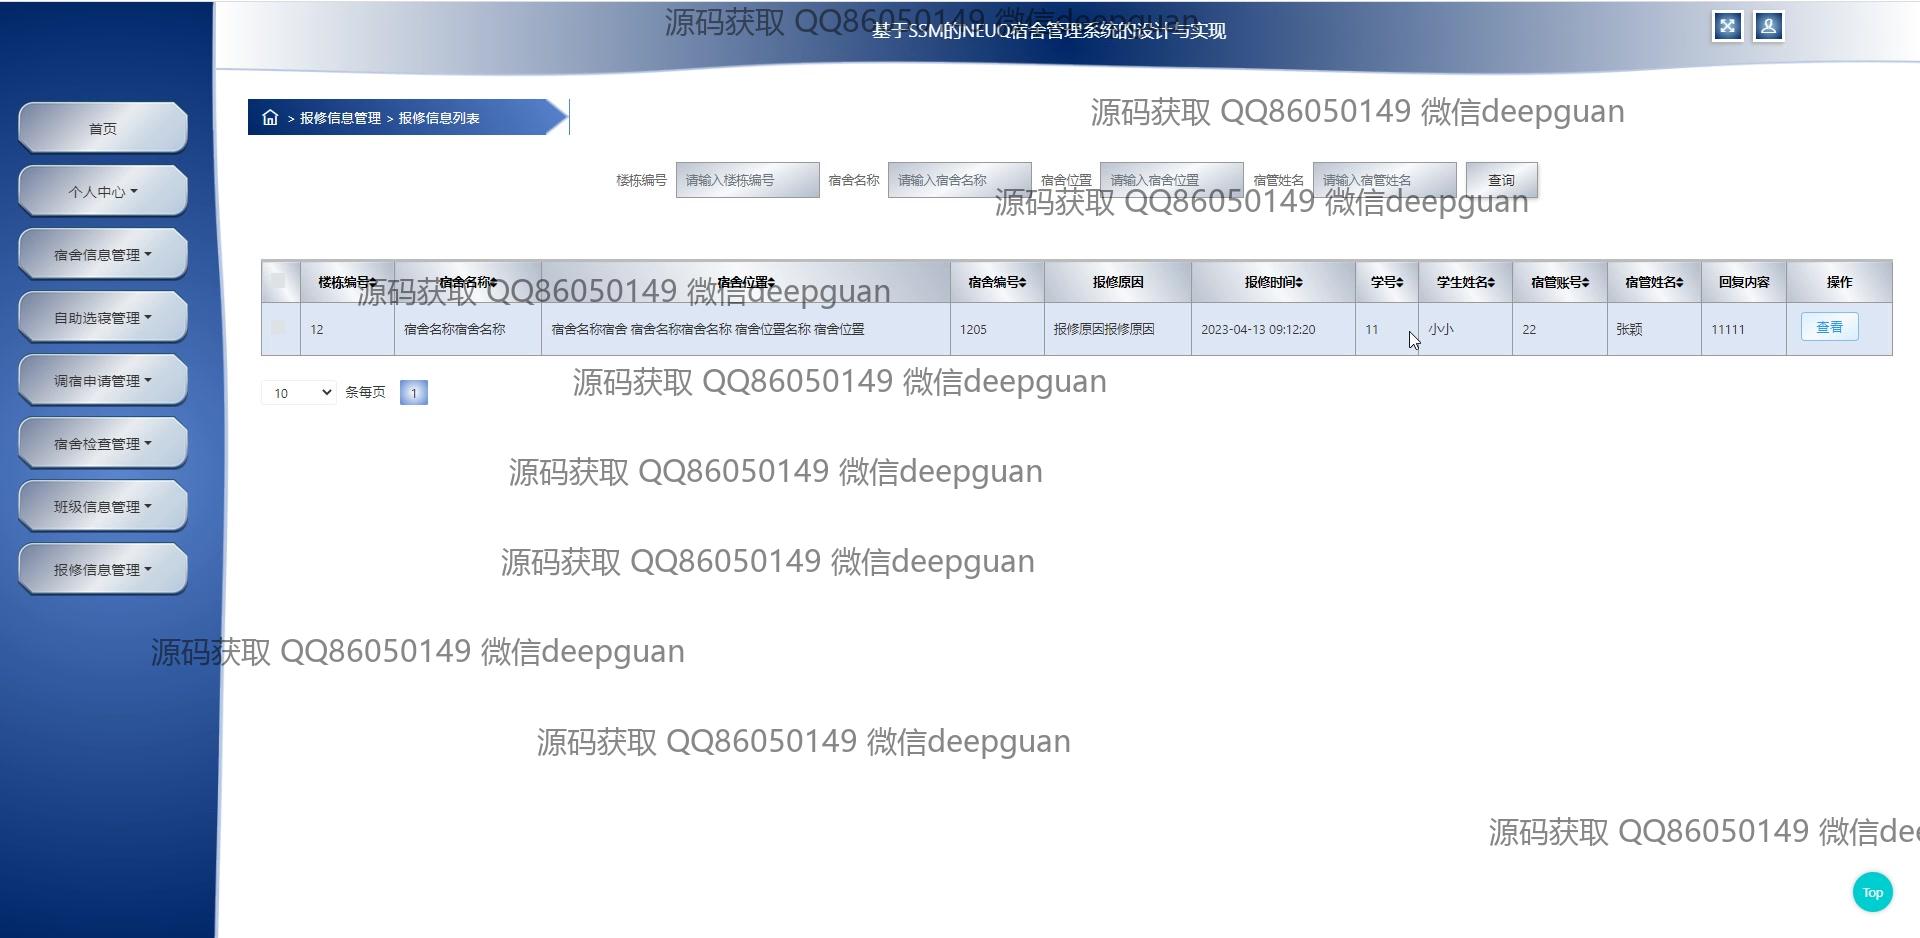 源码获取 QQ86050149 微信deepguan
基于SSM的NEUQ宿舍管理系统的设计与实现
首页
个人中心
宿舍信息管理
自助选寝管理
调宿申请管理
宿舍检查管理
班级信息管理
报修信息管理
> 报修信息管理 > 报修信息列表
源码获取 QQ86050149 微信deepguan
楼栋编号 请输入楼栋编号 宿舍名称 请输入宿舍名称 宿舍位置 请输入宿舍位置 宿管姓名 请输入宿管姓名 查询
源码获取 QQ86050149 微信deepguan
楼栋编号 宿舍名称 宿舍位置 宿舍编号 报修原因 报修时间 学号 学生姓名 宿管账号 宿管姓名 回复内容 操作
源码获取 QQ86050149 微信deepguan
12 宿舍名称宿舍名称 宿舍名称宿舍 宿舍名称宿舍名称 宿舍位置名称 宿舍位置 1205 报修原因报修原因 2023-04-13 09:12:20 11 小小 22 张颖 11111 查看
源码获取 QQ86050149 微信deepguan
10 条每页 1
源码获取 QQ86050149 微信deepguan
源码获取 QQ86050149 微信deepguan
源码获取 QQ86050149 微信deepguan
源码获取 QQ86050149 微信deepguan
源码获取 QQ86050149 微信dee
Top